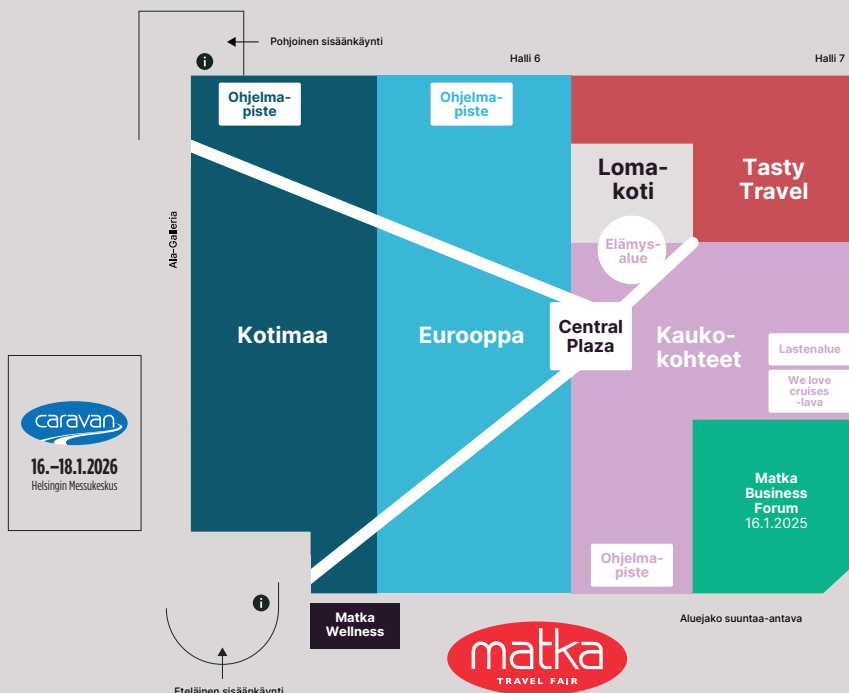 Pohjoinen sisäänkäynti
Halli 6
Halli 7
i
Ohjelma-
piste
Ohjelma-
piste
Loma-
koti
Tasty
Travel
Ala-Galleria
Elämys-
alue
Kotimaa
Eurooppa
Central
Plaza
Kauko-
kohteet
Lastenalue
We love
cruises
-lava
caravan
16.–18.1.2026
Helsingin Messukeskus
Matka
Business
Forum
16.1.2025
Ohjelma-
piste
i
Matka
Wellness
Aluejako suuntaa-antava
matka
TRAVEL FAIR
Eteläinen sisäänkäynti